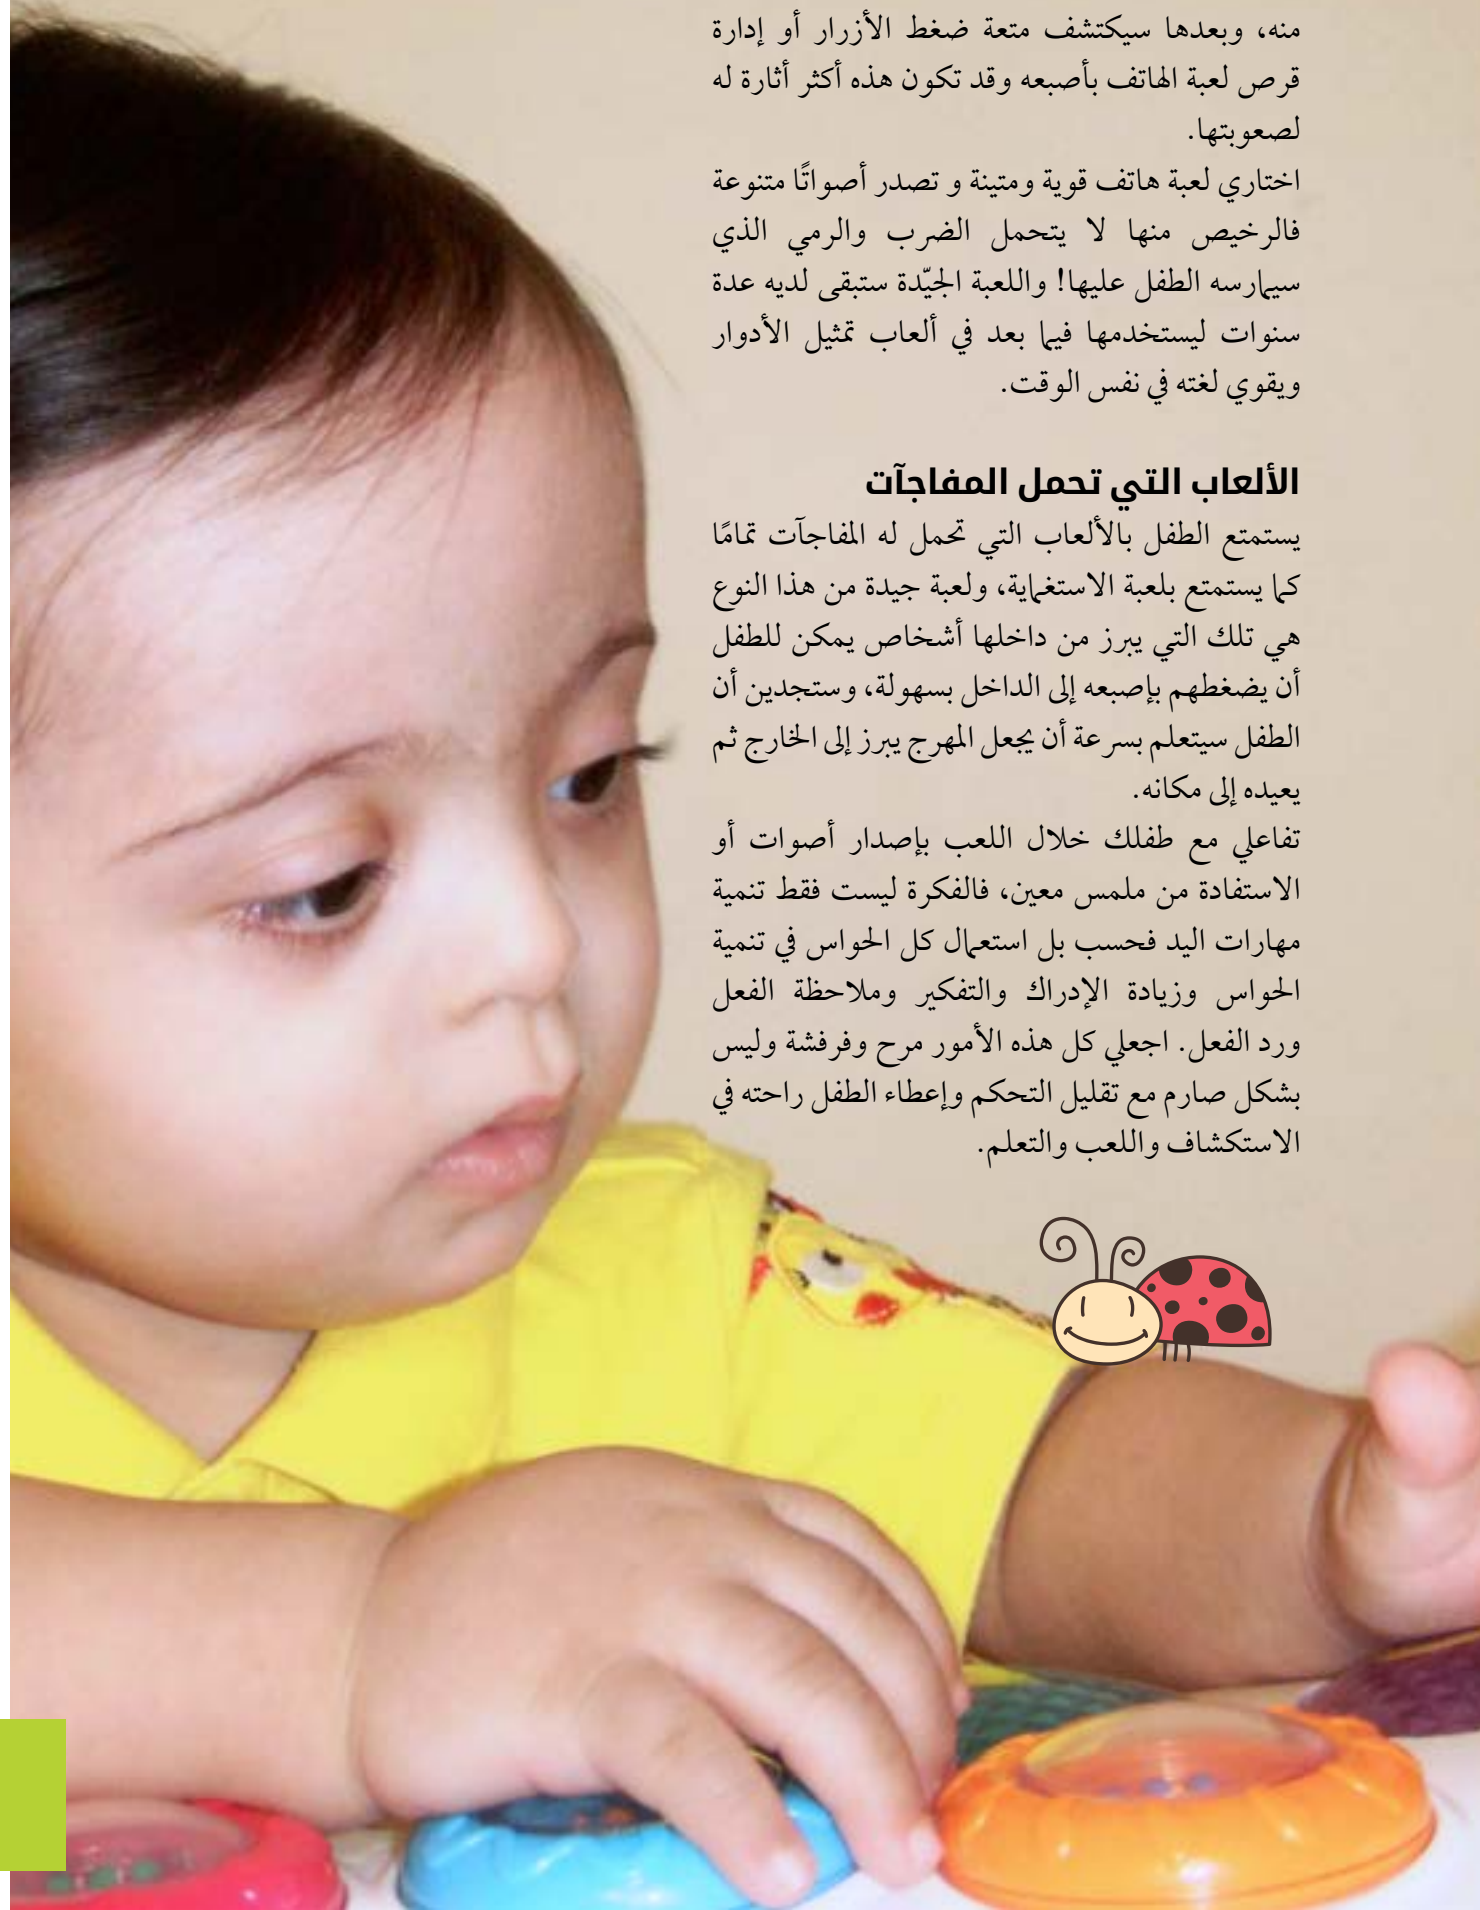 منه، وبعدها سيكتشف متعة ضغط الأزرار أو إدارة
قرص لعبة الهاتف بأصبعه وقد تكون هذه أكثر أثارة له
لصعوبتها.
اختاري لعبة هاتف قوية ومتينة و تصدر أصواتًا متنوعة
فالرخيص منها لا يتحمل الضرب والرمي الذي
سيمارسه الطفل عليها! واللعبة الجيّدة ستبقى لديه عدة
سنوات ليستخدمها فيما بعد في ألعاب تمثيل الأدوار
ويقوي لغته في نفس الوقت.
الألعاب التي تحمل المفاجآت
يستمتع الطفل بالألعاب التي تحمل له المفاجآت تمامًا
كما يستمتع بلعبة الاستغماية، ولعبة جيدة من هذا النوع
هي تلك التي يبرز من داخلها أشخاص يمكن للطفل
أن يضغطهم بإصبعه إلى الداخل بسهولة، وستجدين أن
الطفل سيتعلم بسرعة أن يجعل المهرج يبرز إلى الخارج ثم
يعيده إلى مكانه.
تفاعلي مع طفلك خلال اللعب بإصدار أصوات أو
الاستفادة من ملمس معين، فالفكرة ليست فقط تنمية
مهارات اليد فحسب بل استعمال كل الحواس في تنمية
الحواس وزيادة الإدراك والتفكير وملاحظة الفعل
ورد الفعل. اجعلي كل هذه الأمور مرح وفرفشة وليس
بشكل صارم مع تقليل التحكم وإعطاء الطفل راحته في
الاستكشاف واللعب والتعلم.